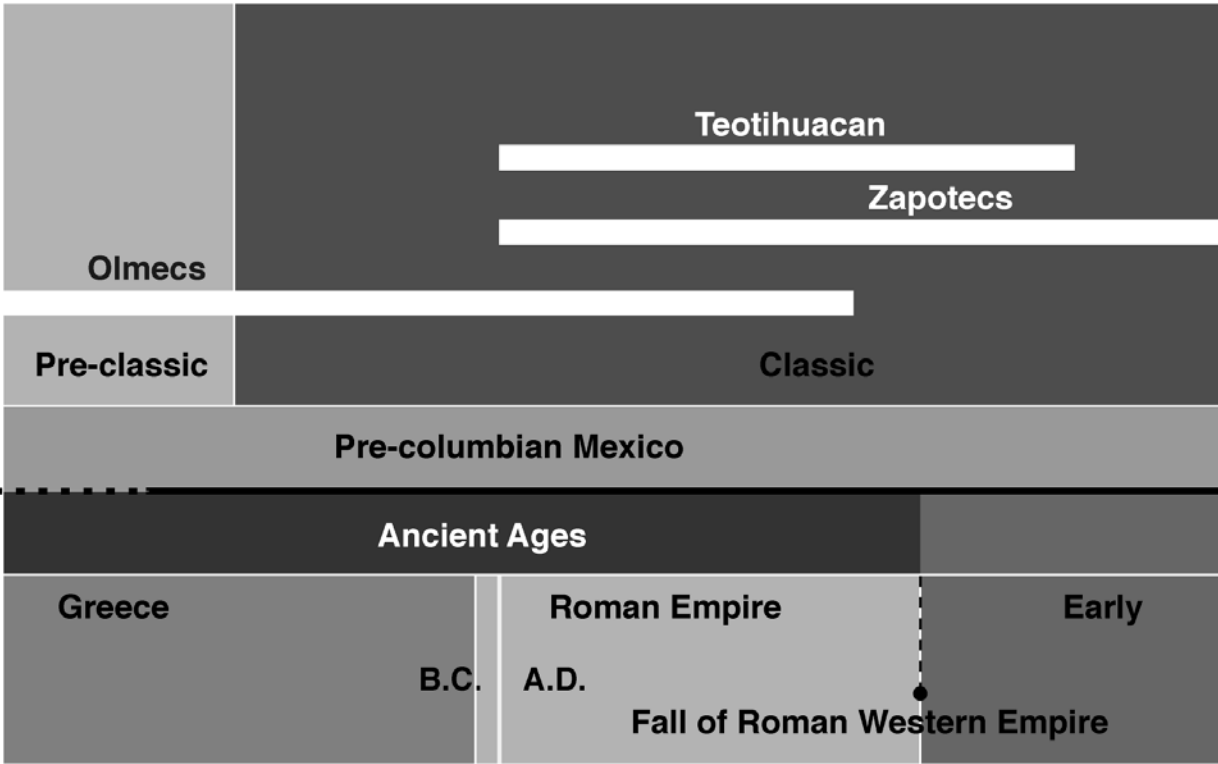 Teotihuacan
Zapotecs
Olmecs
Pre-classic
Classic
Pre-columbian Mexico
Ancient Ages
Greece
Roman Empire
Early
B.C.
A.D.
Fall of Roman Western Empire